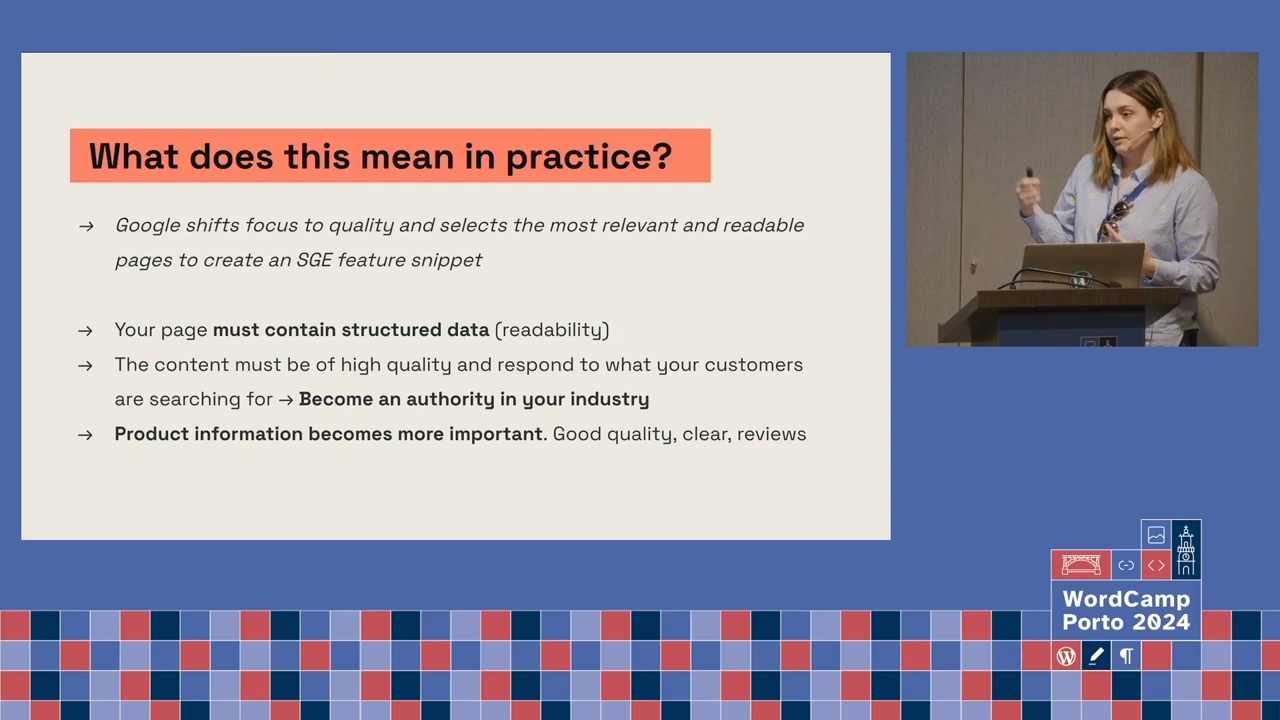 What does this mean in practice?
→ Google shifts focus to quality and selects the most relevant and readable
pages to create an SGE feature snippet
→ Your page must contain structured data (readability)
→ The content must be of high quality and respond to what your customers
are searching for → Become an authority in your industry
→ Product information becomes more important. Good quality, clear, reviews
WordCamp
Porto 2024